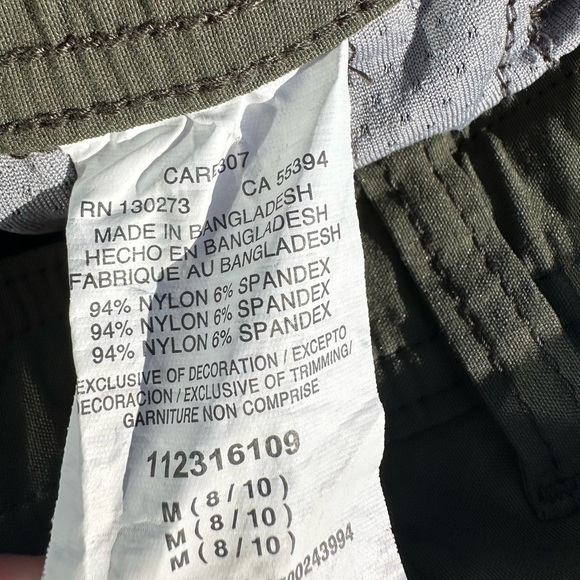 CARE307
RN 130273 CA 55394
MADE IN BANGLADESH
HECHO EN BANGLADESH
FABRIQUE AU BANGLADESH
94% NYLON 6% SPANDEX
94% NYLON 6% SPANDEX
94% NYLON 6% SPANDEX
EXCLUSIVE OF DECORATION / EXCEPTO
DECORACION / EXCLUSIVE OF TRIMMING/
GARNITURE NON COMPRISE
112316109
M ( 8 / 10 )
M ( 8 / 10 )
M ( 8 / 10 )
00243994